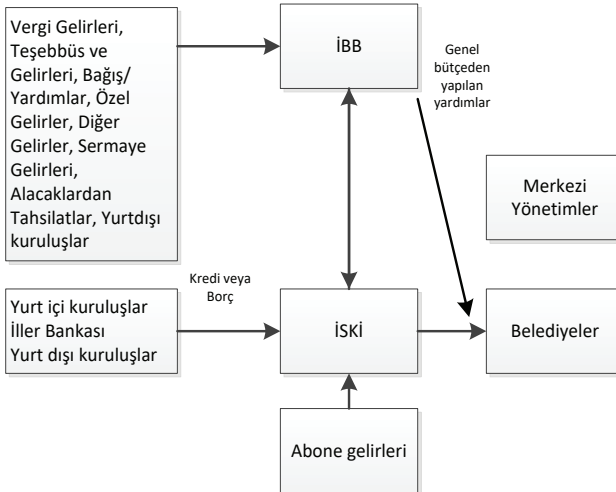 Vergi Gelirleri,
Teşebbüs ve
Gelirleri, Bağış/
Yardımlar, Özel
Gelirler, Diğer
Gelirler, Sermaye
Gelirleri,
Alacaklardan
Tahsilatlar, Yurtdışı
kuruluşlar
İBB
Genel
bütçeden
yapılan
yardımlar
Merkezi
Yönetimler
Kredi veya
Borç
Yurt içi kuruluşlar
İller Bankası
Yurt dışı kuruluşlar
İSKİ
Belediyeler
Abone gelirleri